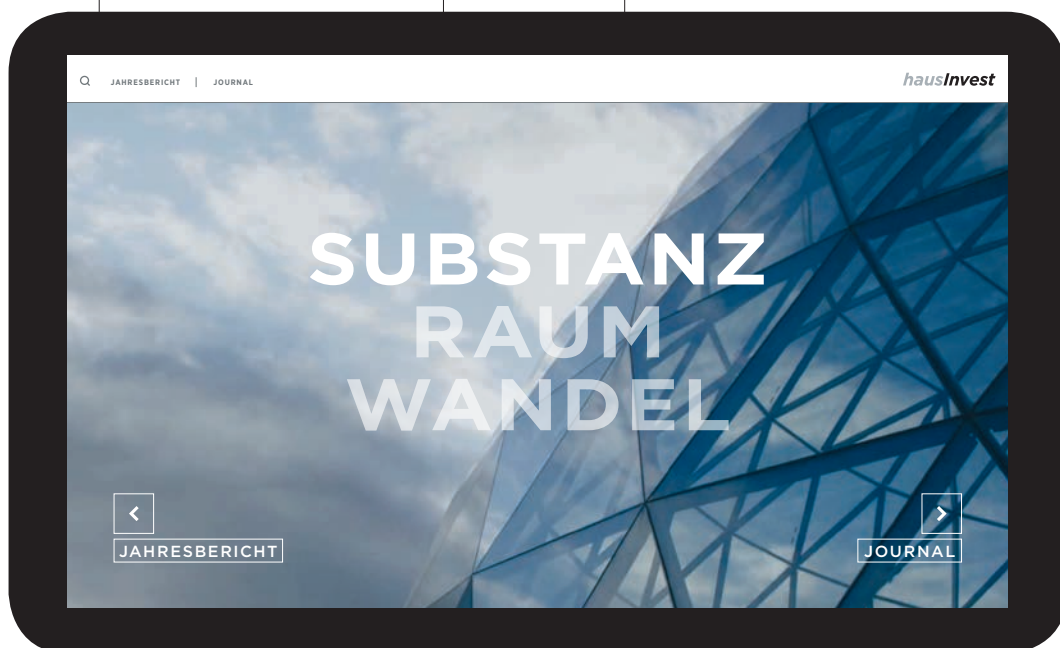 JAHRESBERICHT | JOURNAL
hausInvest
SUBSTANZ
RAUM
WANDEL
JAHRESBERICHT
JOURNAL